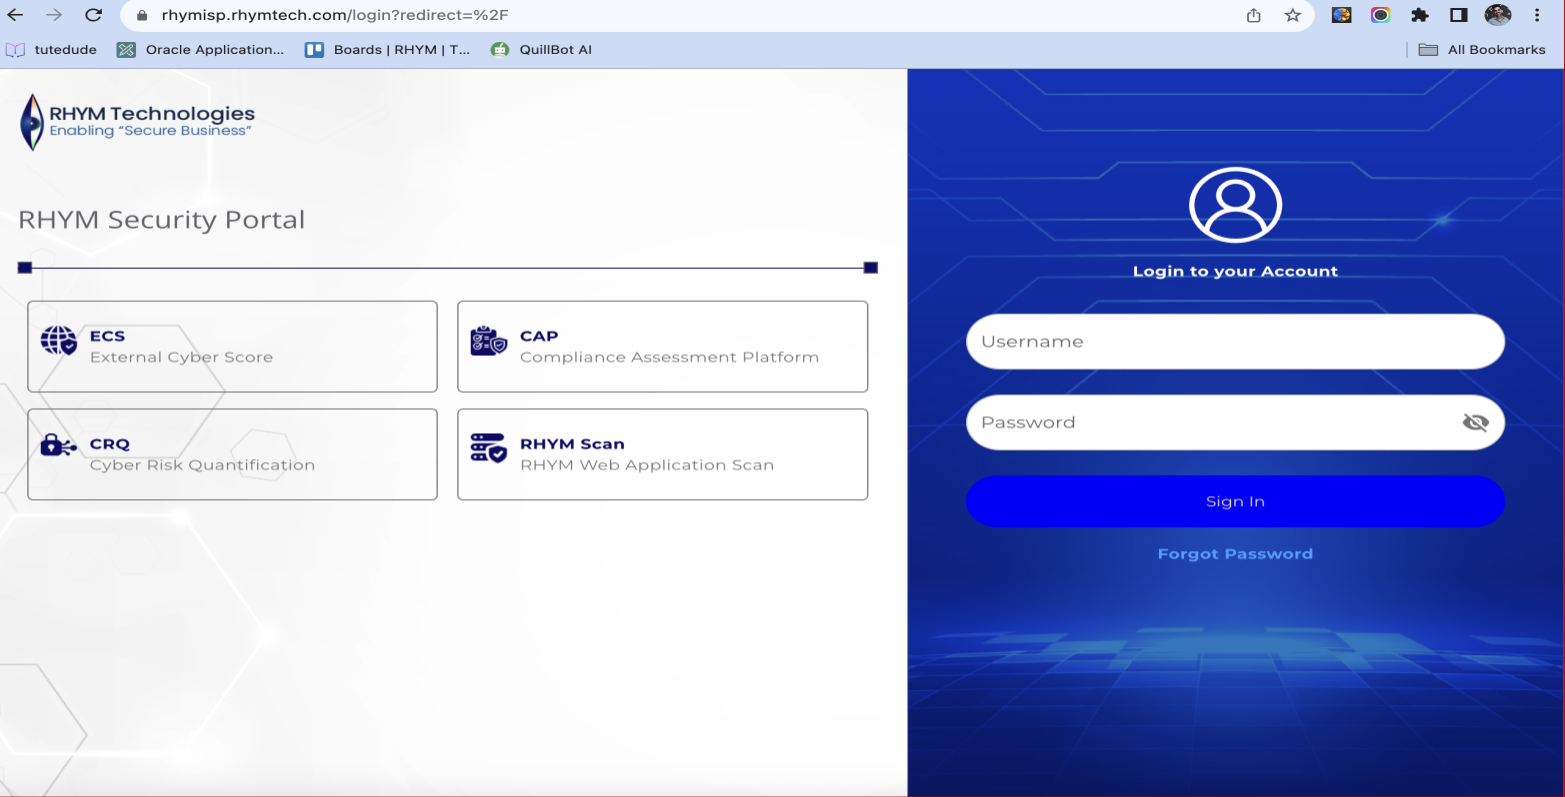 rhymisp.rhymtech.com/login?redirect=%2F
tutedude
Oracle Application...
Boards | RHYM | T...
QuillBot AI
All Bookmarks
RHYM Technologies
Enabling “Secure Business”
RHYM Security Portal
ECS
External Cyber Score
CAP
Compliance Assessment Platform
CRQ
Cyber Risk Quantification
RHYM Scan
RHYM Web Application Scan
Login to your Account
Username
Password
Sign In
Forgot Password